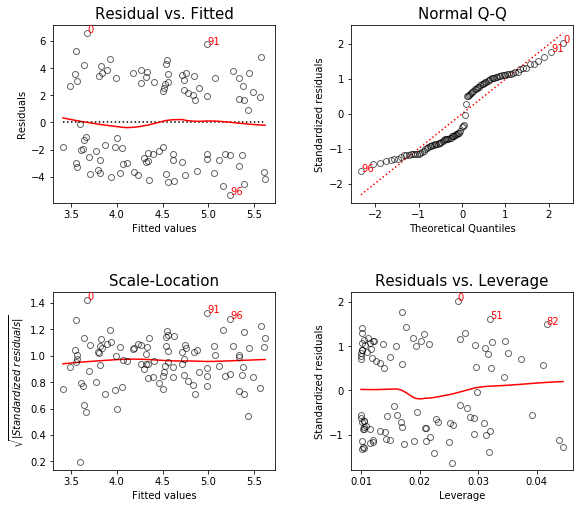 Residual vs. Fitted
Residuals
6
4
2
0
−2
−4
0
91
96
3.5 4.0 4.5 5.0 5.5
Fitted values
Normal Q-Q
Standardized residuals
2
1
0
−1
−2
0
91
96
−2 −1 0 1 2
Theoretical Quantiles
Scale-Location
√|Standardized residuals|
1.4
1.2
1.0
0.8
0.6
0.4
0.2
0
91
96
3.5 4.0 4.5 5.0 5.5
Fitted values
Residuals vs. Leverage
Standardized residuals
2
1
0
−1
0
51
82
0.01 0.02 0.03 0.04
Leverage